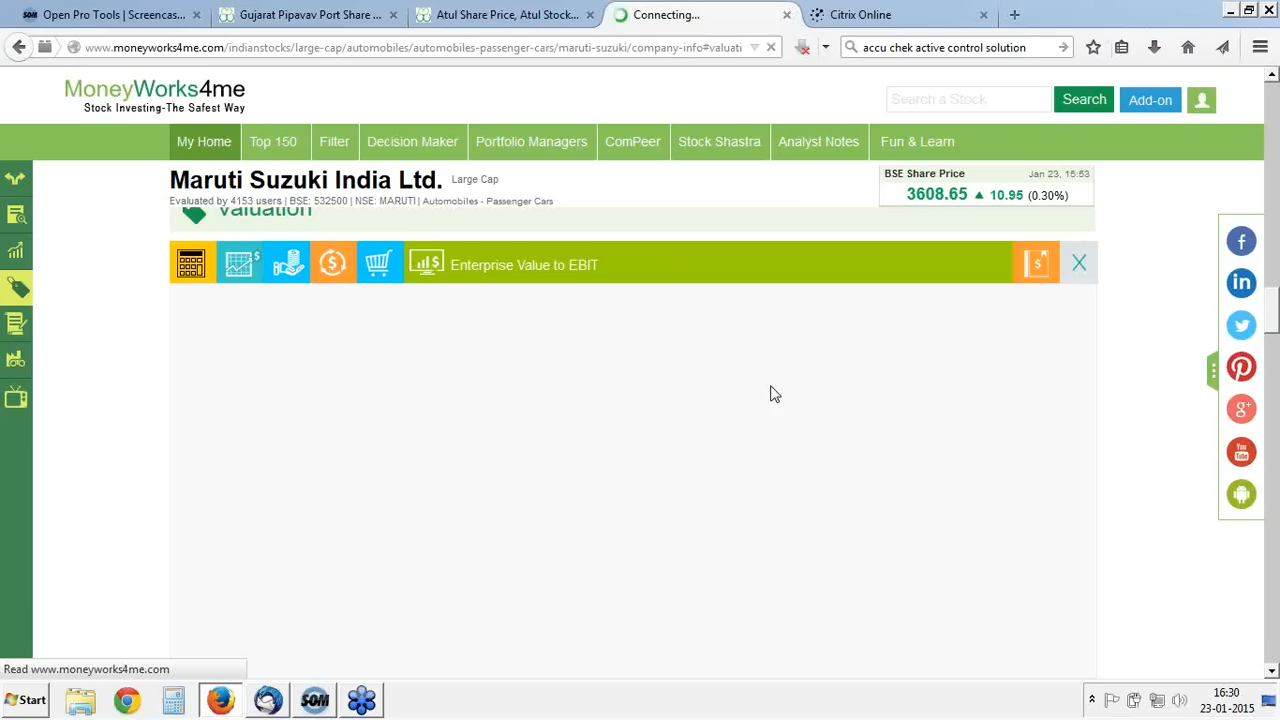 Open Pro Tools | Screencas...
Gujarat Pipavav Port Share ...
Atul Share Price, Atul Stock...
Connecting...
Citrix Online
www.moneyworks4me.com/indianstocks/large-cap/automobiles/automobiles-passenger-cars/maruti-suzuki/company-info#valuati
accu chek active control solution
MoneyWorks4me
Stock Investing-The Safest Way
Search a Stock
Search
Add-on
My Home
Top 150
Filter
Decision Maker
Portfolio Managers
ComPeer
Stock Shastra
Analyst Notes
Fun & Learn
Maruti Suzuki India Ltd. Large Cap
Evaluated by 4153 users | BSE: 532500 | NSE: MARUTI | Automobiles - Passenger Cars
BSE Share Price Jan 23, 15:53
3608.65 ▲ 10.95 (0.30%)
Valuation
Enterprise Value to EBIT
X
Read www.moneyworks4me.com
Start
SOM
16:30
23-01-2015